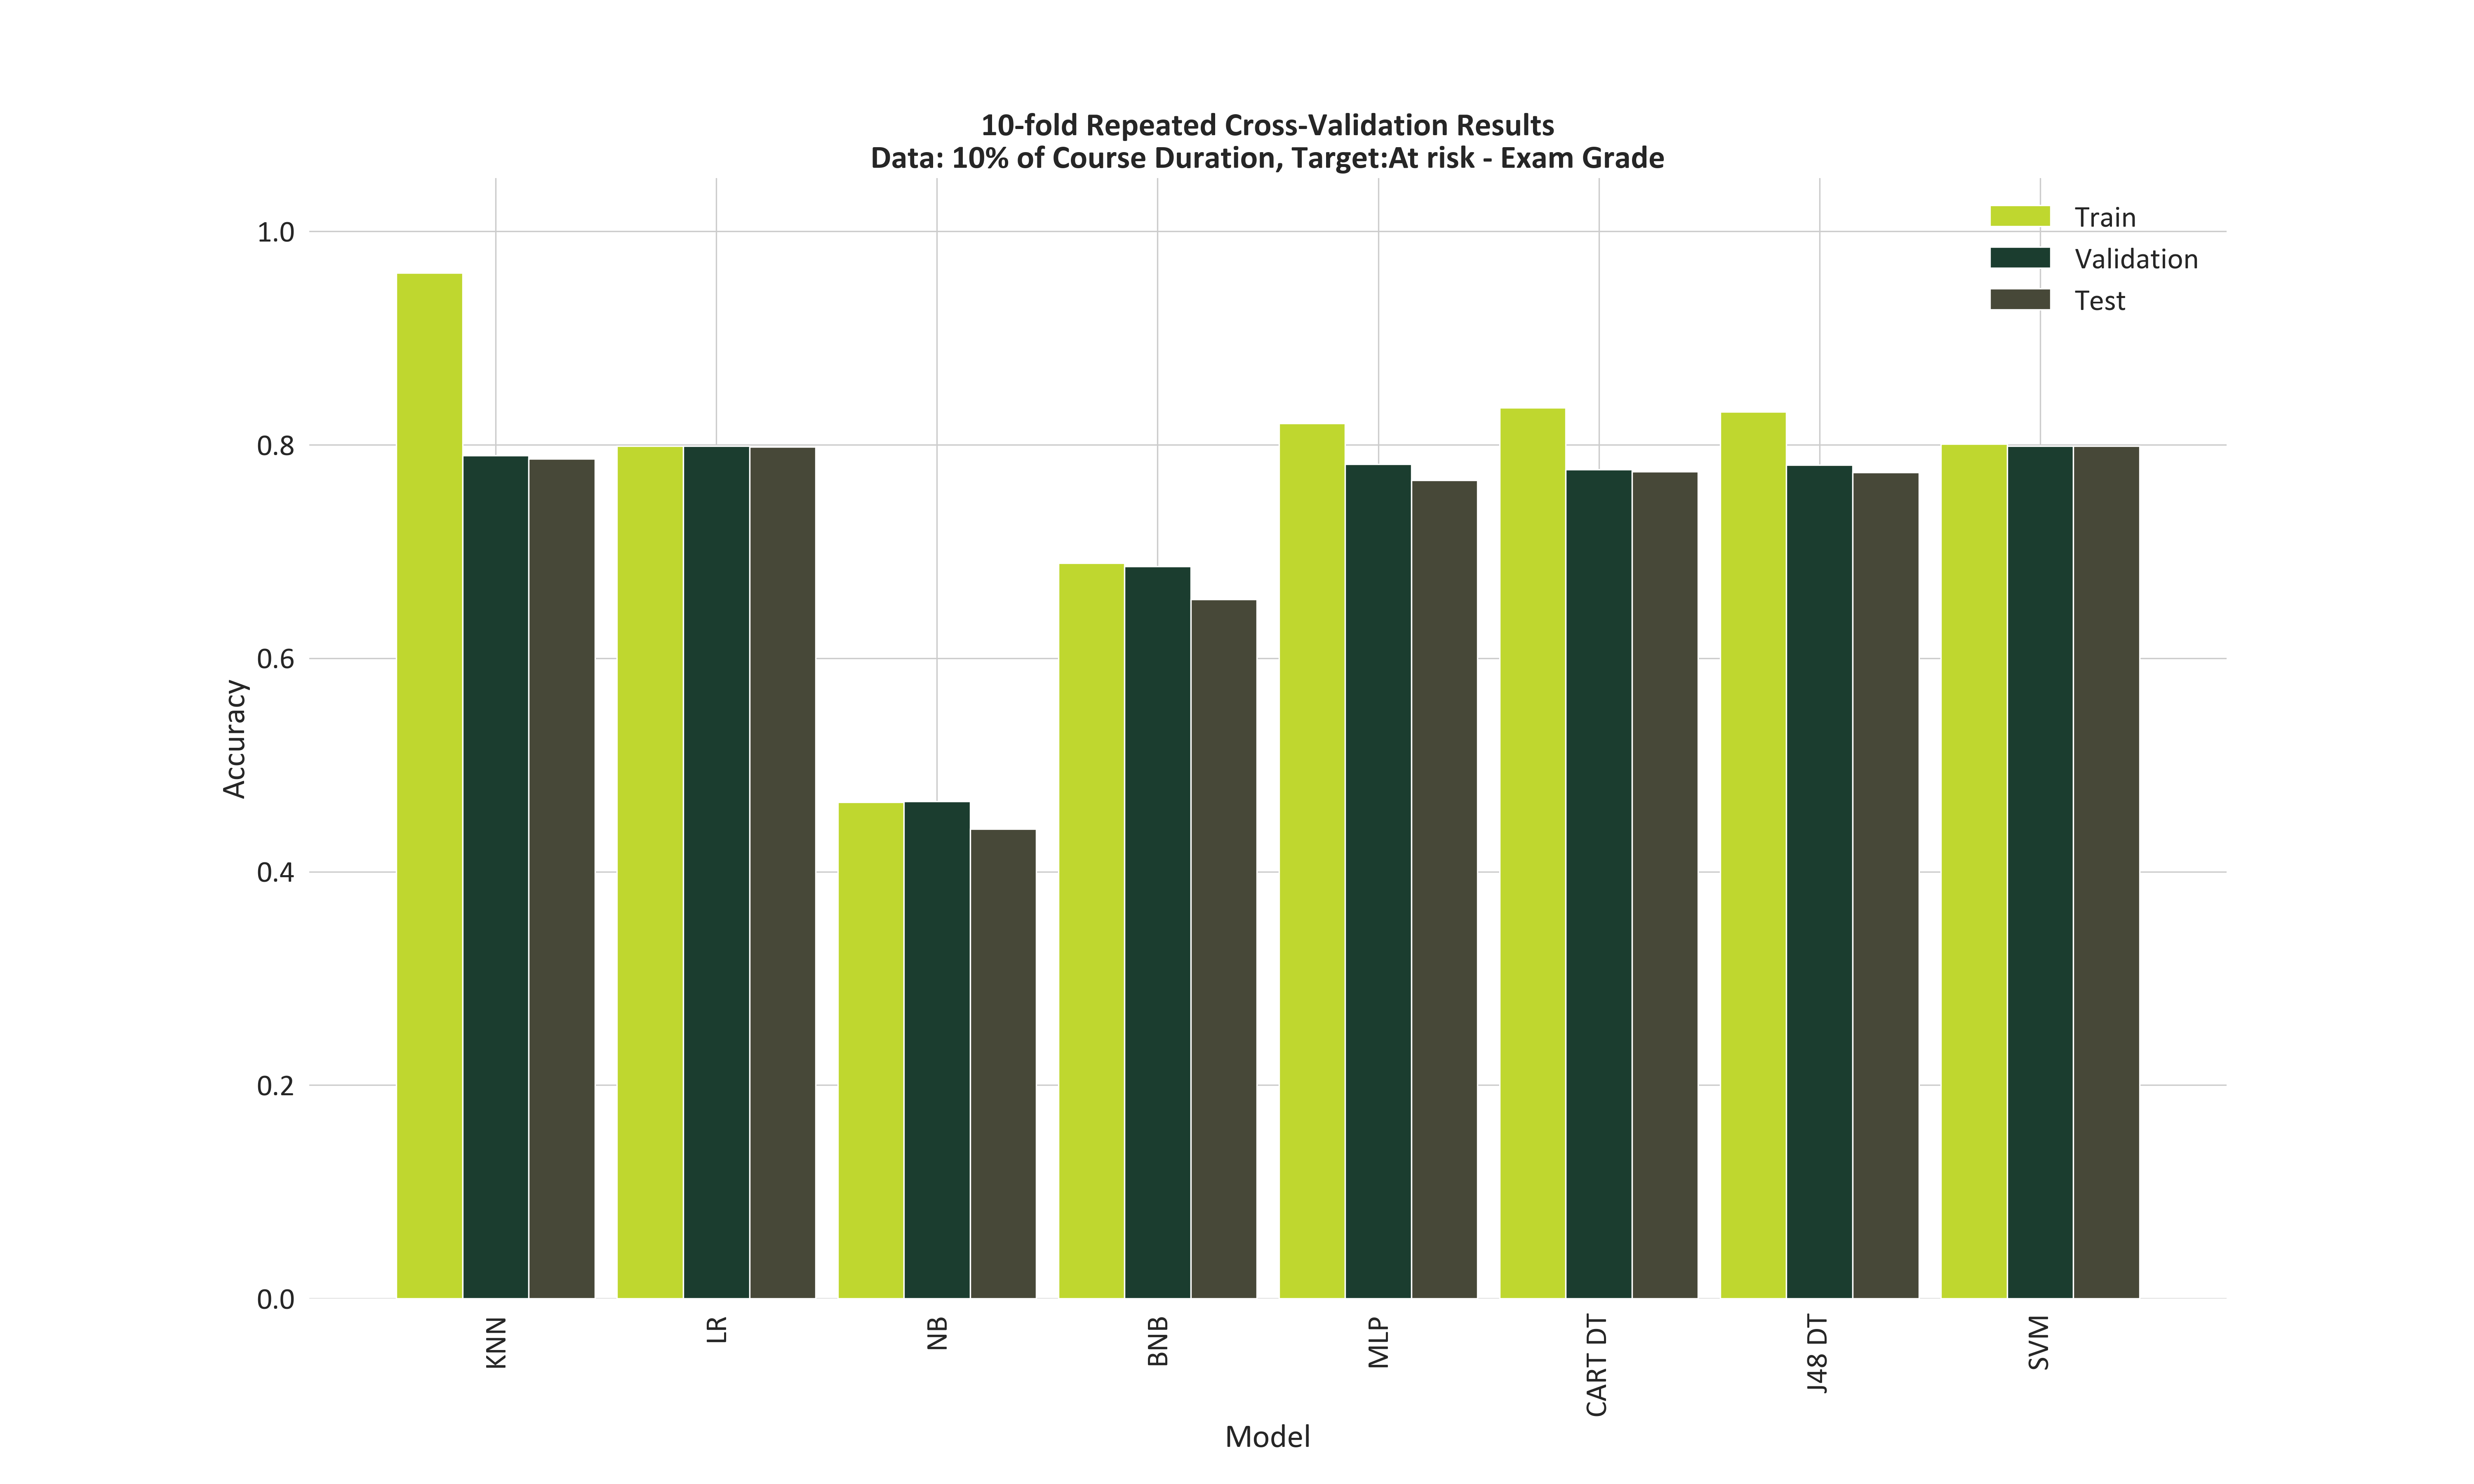 10-fold Repeated Cross-Validation Results
Data: 10% of Course Duration, Target:At risk - Exam Grade
Train
Validation
Test
1.0
0.8
0.6
0.4
0.2
0.0
Accuracy
KNN
LR
NB
BNB
MLP
CART DT
J48 DT
SVM
Model